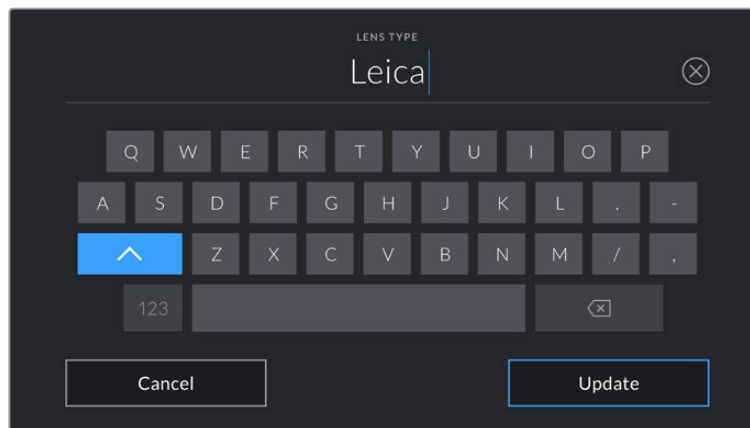 LENS TYPE
Leica
Q W E R T Y U I O P
A S D F G H J K L . -
Z X C V B N M / ,
123
Cancel Update